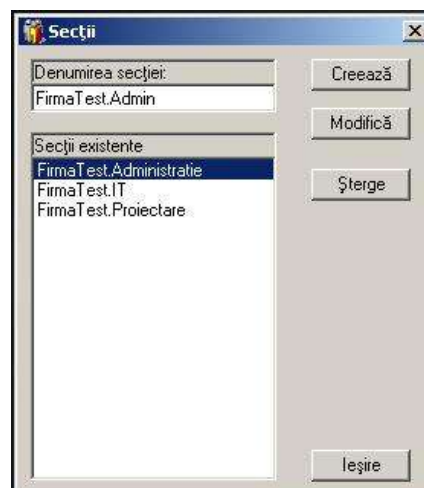 Secţii
Denumirea secţiei:
FirmaTest.Admin
Creează
Modifică
Secţii existente
FirmaTest.Administratie
FirmaTest.IT
FirmaTest.Proiectare
Şterge
Ieşire